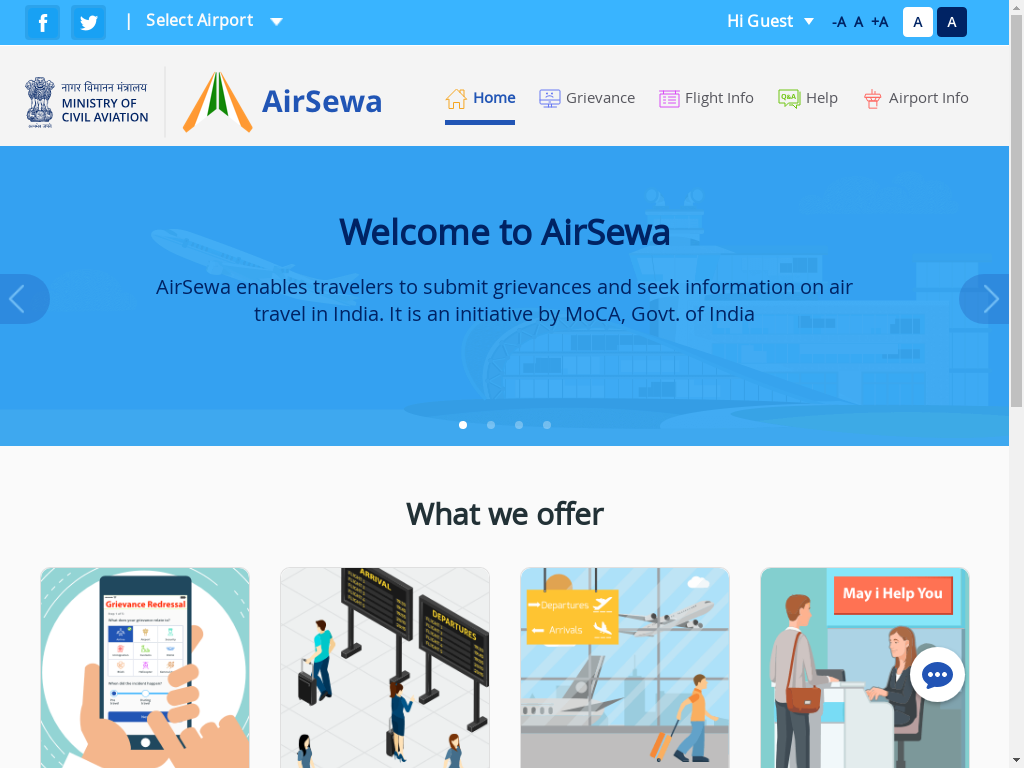 | Select Airport
Hi Guest
-A A +A A A
नागर विमानन मंत्रालय
MINISTRY OF
CIVIL AVIATION
AirSewa
Home
Grievance
Flight Info
Help
Airport Info
Welcome to AirSewa
AirSewa enables travelers to submit grievances and seek information on air
travel in India. It is an initiative by MoCA, Govt. of India
What we offer
Grievance Redressal
ARRIVAL
DEPARTURES
Departures
Arrivals
May i Help You